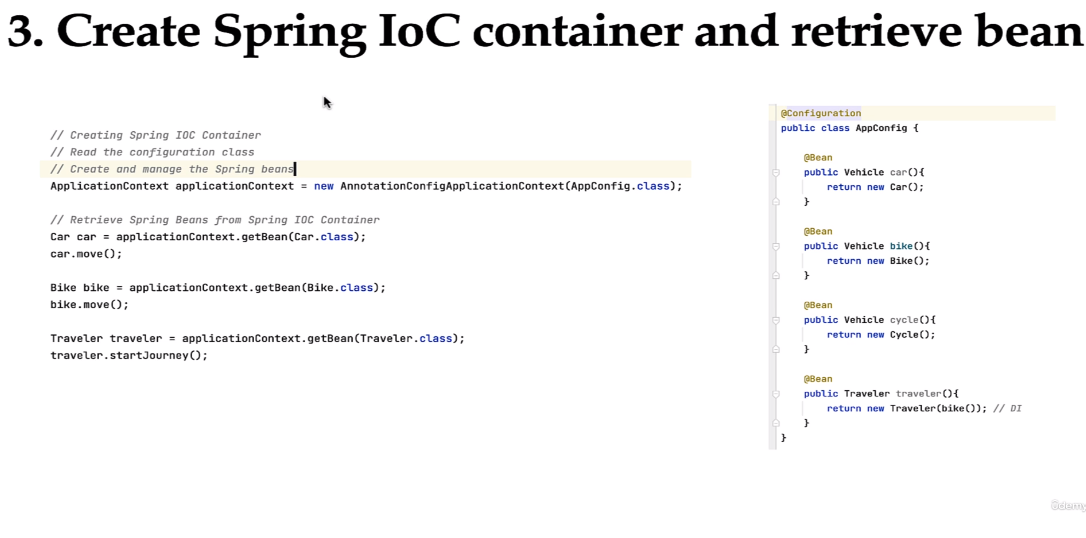 3. Create Spring IoC container and retrieve bean
// Creating Spring IOC Container
// Read the configuration class
// Create and manage the Spring beans
ApplicationContext applicationContext = new AnnotationConfigApplicationContext(AppConfig.class);
// Retrieve Spring Beans from Spring IOC Container
Car car = applicationContext.getBean(Car.class);
car.move();
Bike bike = applicationContext.getBean(Bike.class);
bike.move();
Traveler traveler = applicationContext.getBean(Traveler.class);
traveler.startJourney();
@Configuration
public class AppConfig {
@Bean
public Vehicle car(){
return new Car();
}
@Bean
public Vehicle bike(){
return new Bike();
}
@Bean
public Vehicle cycle(){
return new Cycle();
}
@Bean
public Traveler traveler(){
return new Traveler(bike()); // DI
}
}
ûdemy